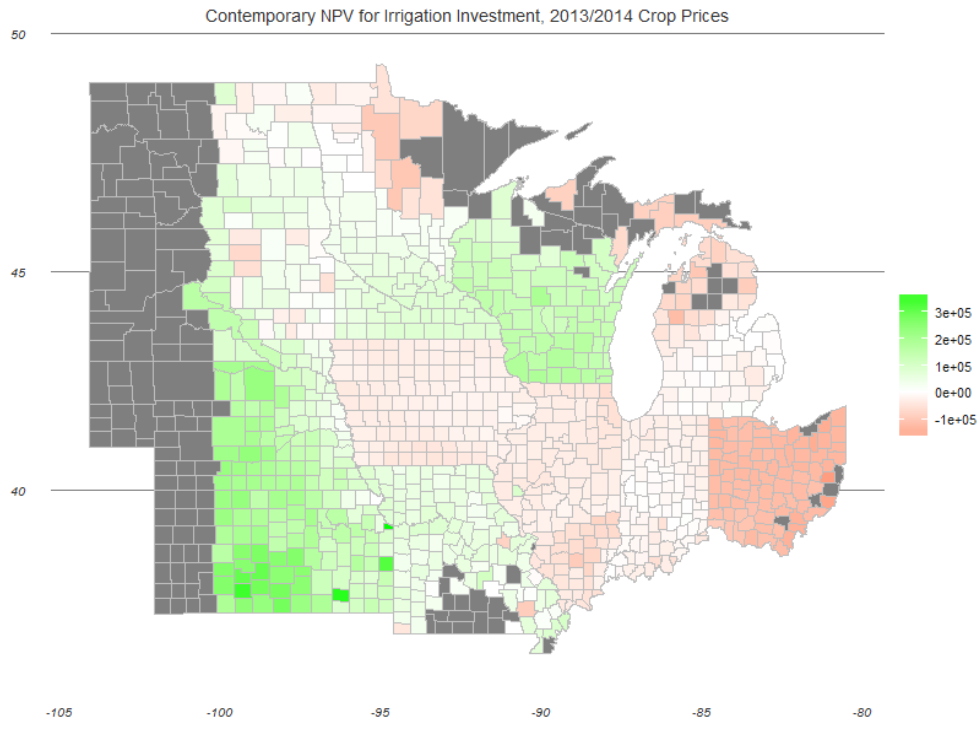 Contemporary NPV for Irrigation Investment, 2013/2014 Crop Prices
50
45
40
3e+05
2e+05
1e+05
0e+00
-1e+05
-105
-100
-95
-90
-85
-80